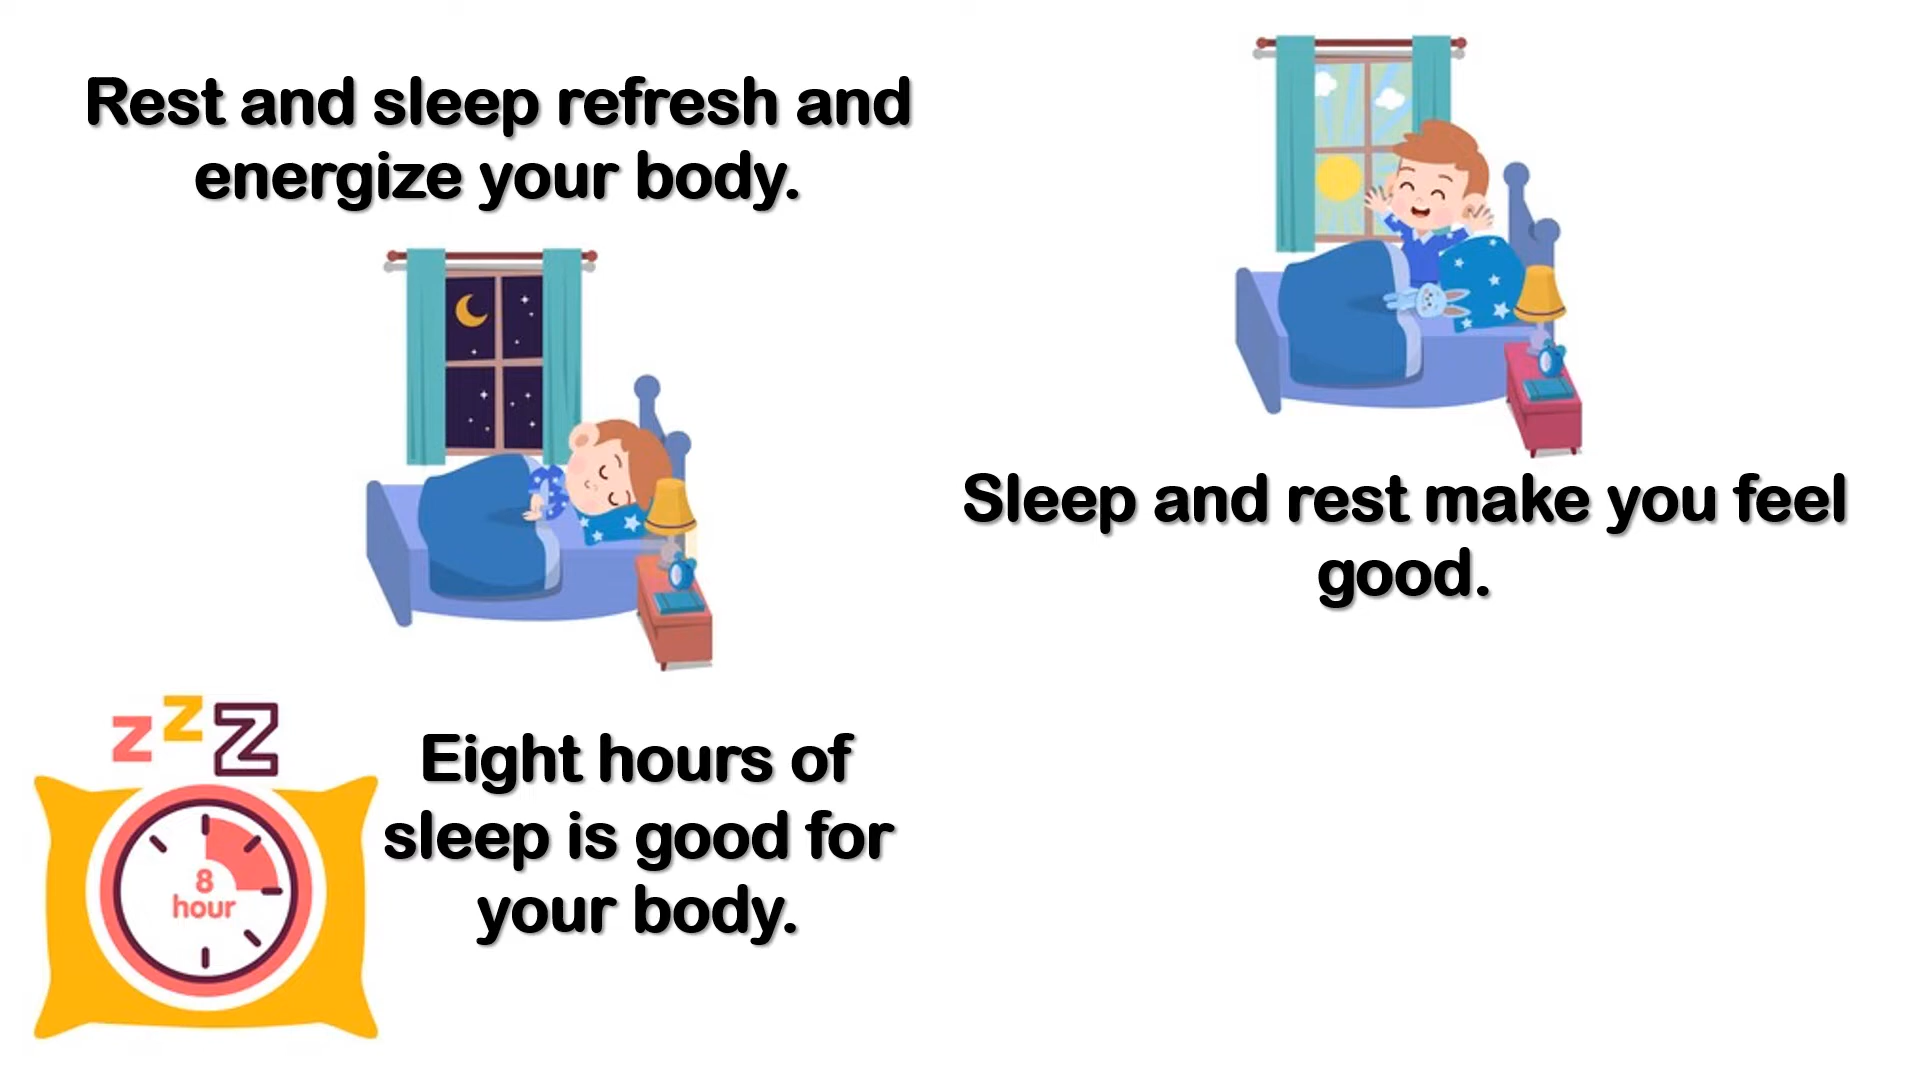 Rest and sleep refresh and
energize your body.
Sleep and rest make you feel
good.
z z Z
8
hour
Eight hours of
sleep is good for
your body.